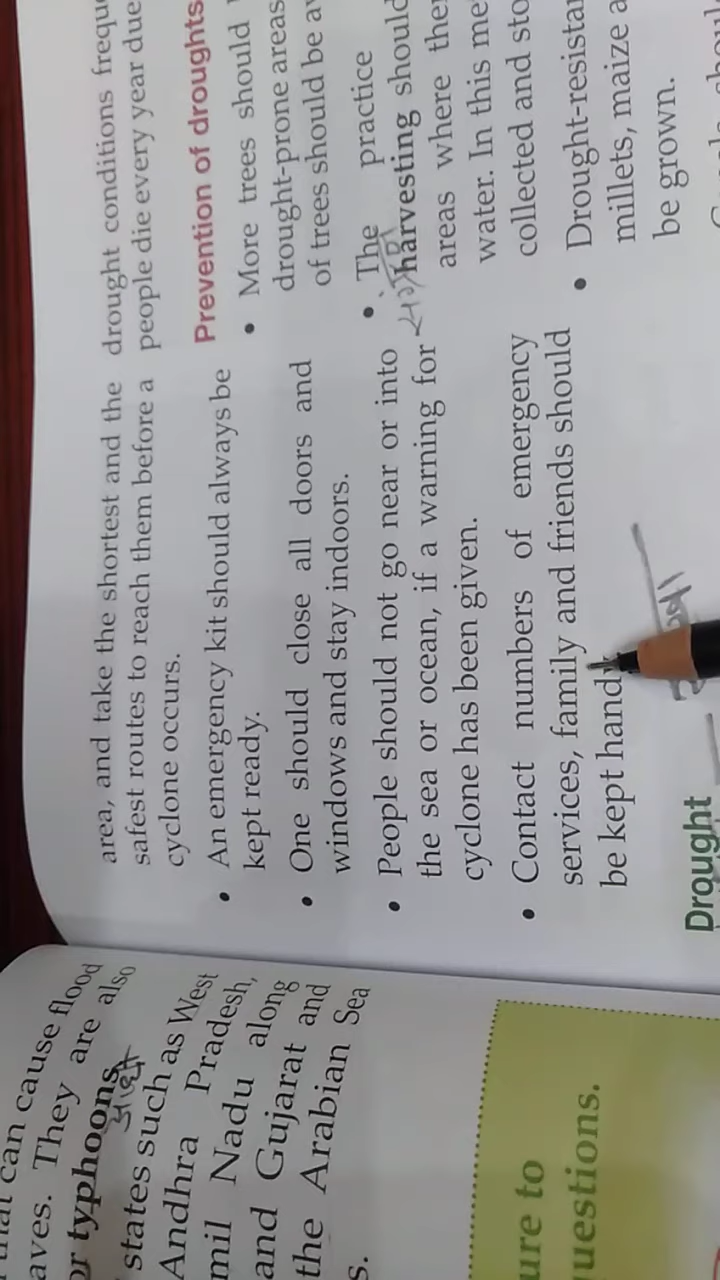 that can cause flood
aves. They are also
or typhoons
states such as West
Andhra Pradesh,
mil Nadu along
and Gujarat and
the Arabian Sea
s.
ure to
uestions.
area, and take the shortest and the
safest routes to reach them before a
cyclone occurs.
• An emergency kit should always be
kept ready.
• One should close all doors and
windows and stay indoors.
• People should not go near or into
the sea or ocean, if a warning for
cyclone has been given.
• Contact numbers of emergency
services, family and friends should
be kept hand
Drought
drought conditions frequ
people die every year due
Prevention of droughts
• More trees should
drought-prone areas
of trees should be av
• The practice
harvesting should
areas where the
water. In this me
collected and sto
• Drought-resistan
millets, maize a
be grown.